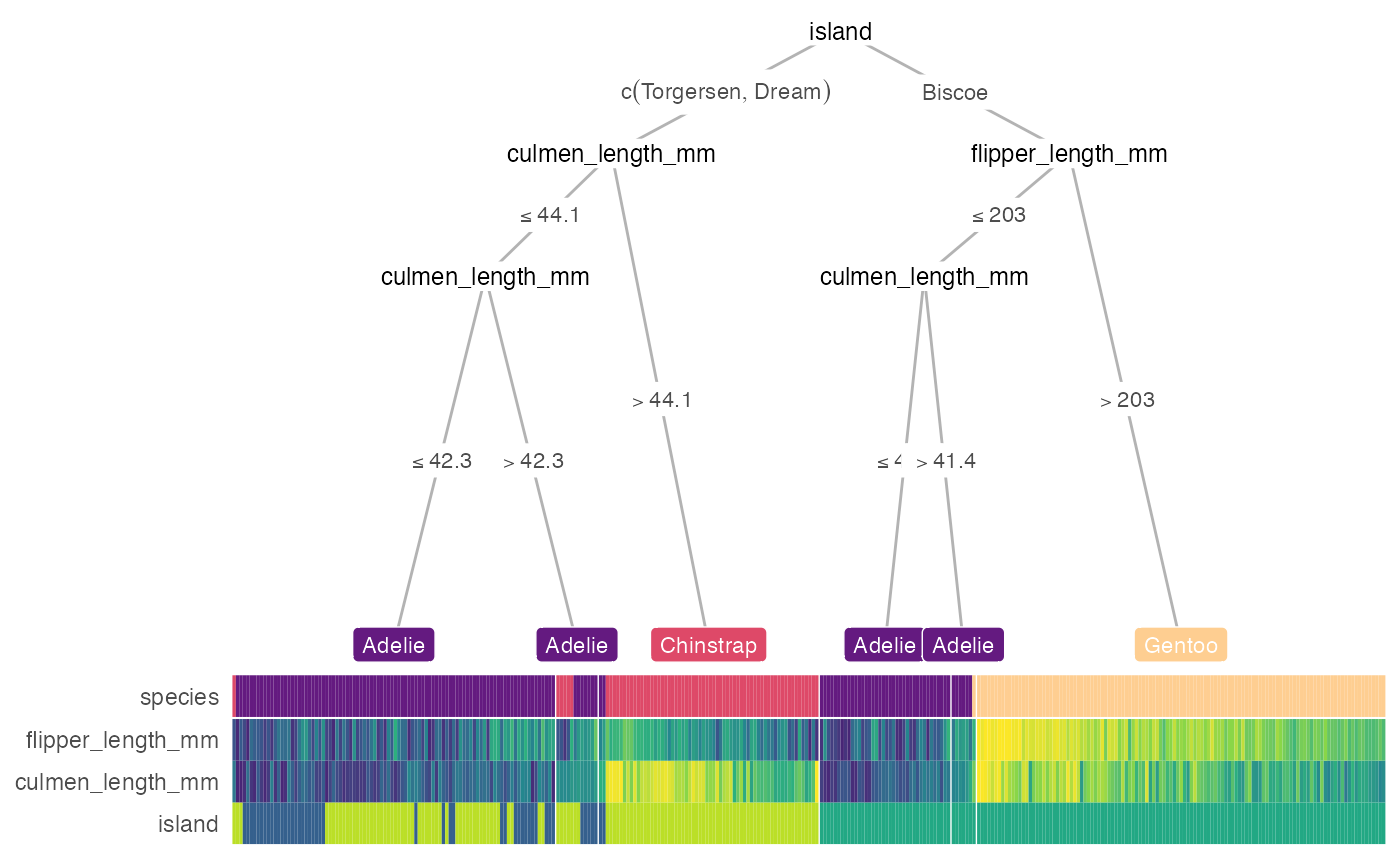 island
c(Torgersen, Dream)
Biscoe
culmen_length_mm
flipper_length_mm
≤ 44.1
≤ 203
culmen_length_mm
culmen_length_mm
> 44.1
> 203
≤ 42.3
> 42.3
≤ 4
> 41.4
Adelie
Adelie
Chinstrap
Adelie
Adelie
Gentoo
species
flipper_length_mm
culmen_length_mm
island